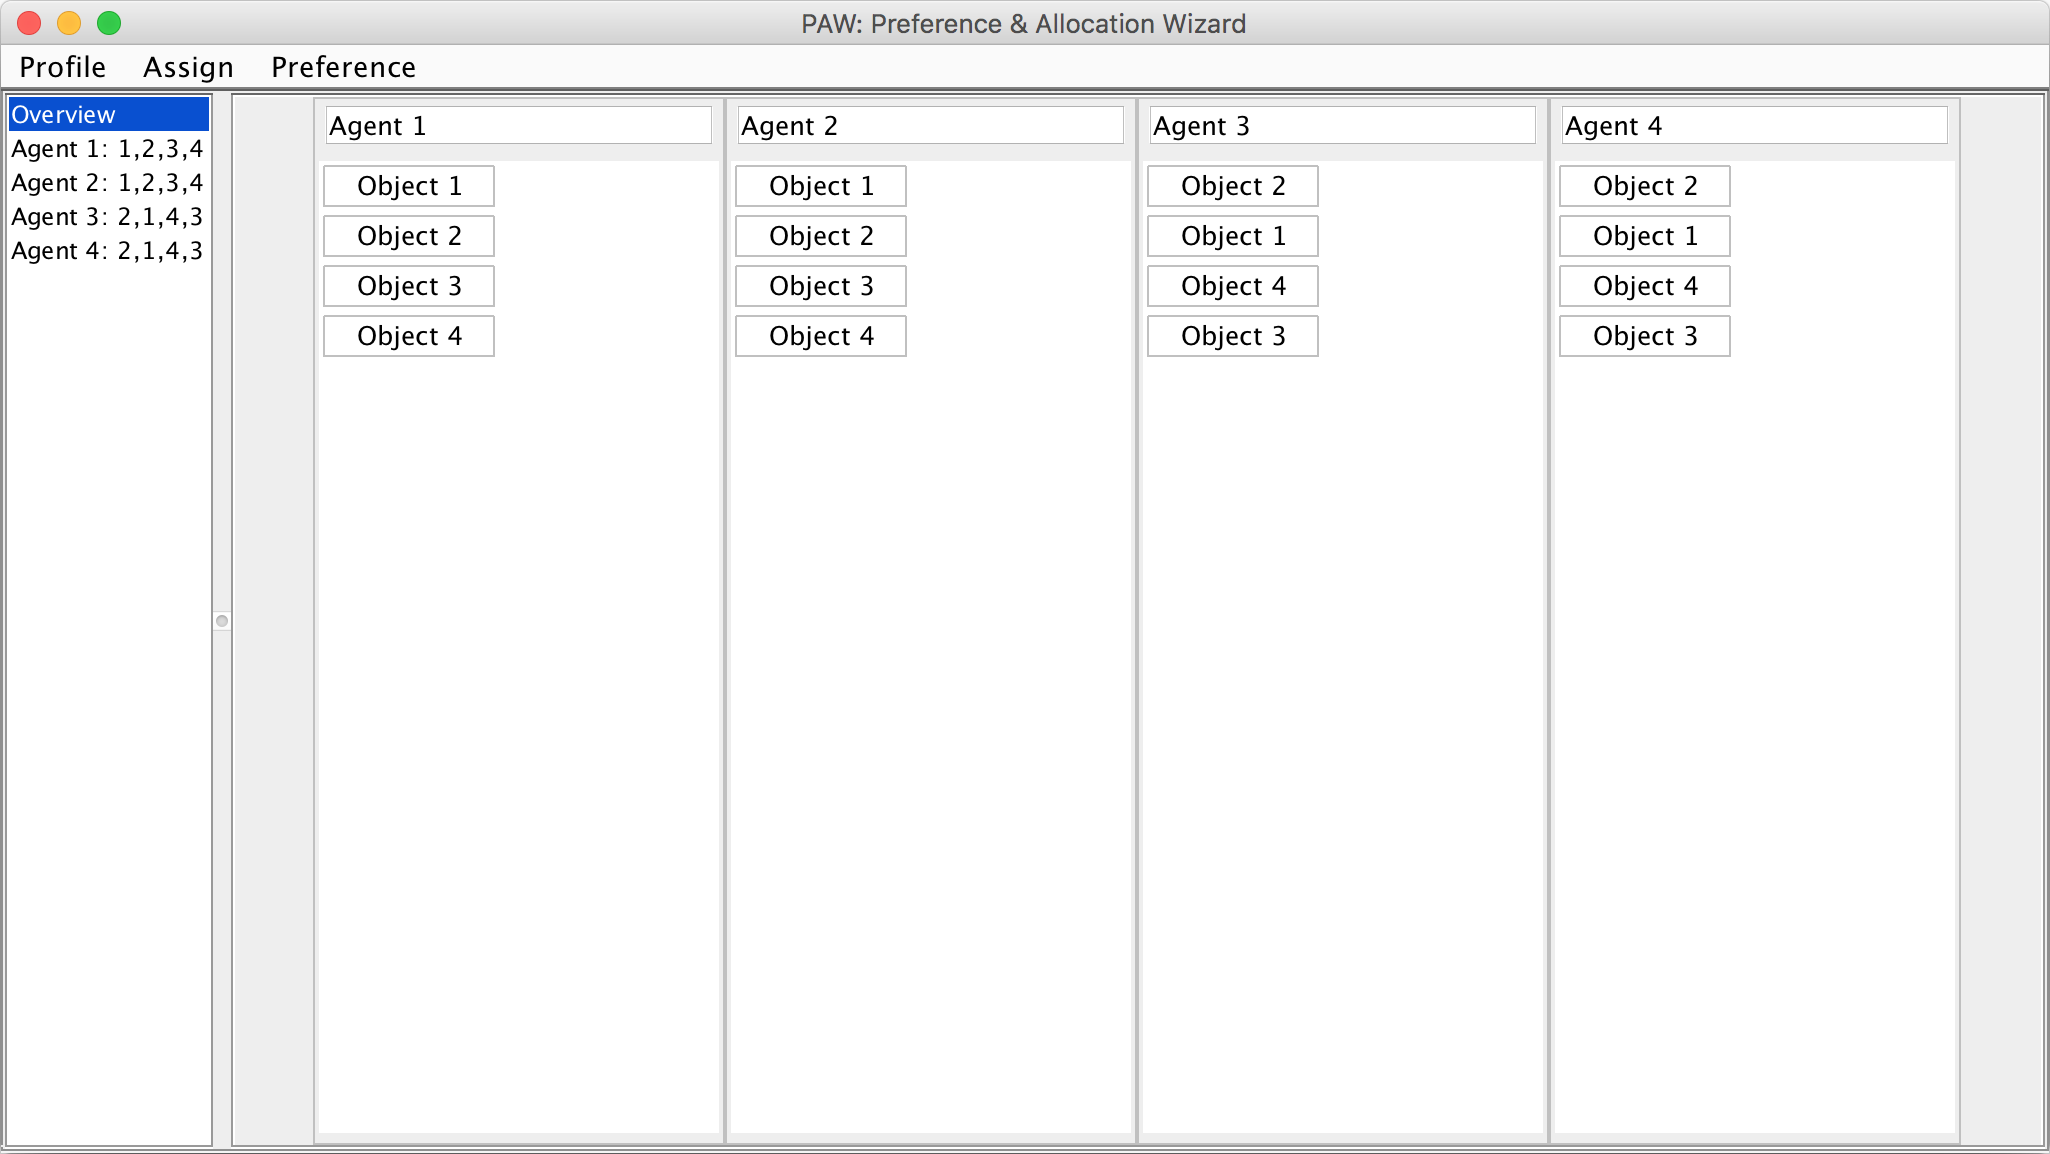 PAW: Preference & Allocation Wizard
Profile Assign Preference
Overview
Agent 1: 1,2,3,4
Agent 2: 1,2,3,4
Agent 3: 2,1,4,3
Agent 4: 2,1,4,3
Agent 1
Object 1
Object 2
Object 3
Object 4
Agent 2
Object 1
Object 2
Object 3
Object 4
Agent 3
Object 2
Object 1
Object 4
Object 3
Agent 4
Object 2
Object 1
Object 4
Object 3